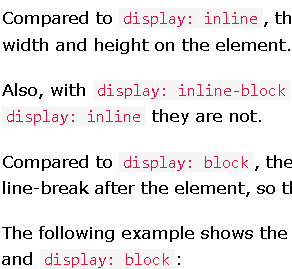 Compared to display: inline, th
width and height on the element.
Also, with display: inline-block
display: inline they are not.
Compared to display: block, the
line-break after the element, so th
The following example shows the
and display: block: